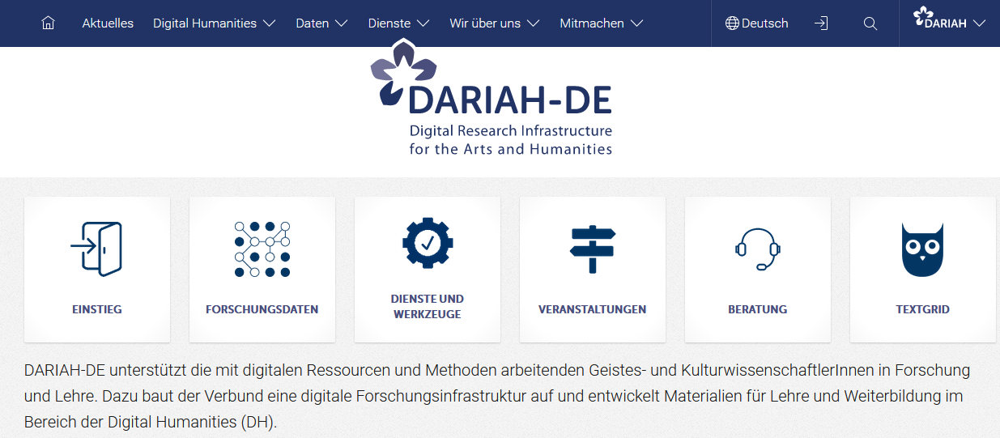 Aktuelles Digital Humanities Daten Dienste Wir über uns Mitmachen Deutsch DARIAH
DARIAH-DE
Digital Research Infrastructure
for the Arts and Humanities
EINSTIEG
FORSCHUNGSDATEN
DIENSTE UND
WERKZEUGE
VERANSTALTUNGEN
BERATUNG
TEXTGRID
DARIAH-DE unterstützt die mit digitalen Ressourcen und Methoden arbeitenden Geistes- und KulturwissenschaftlerInnen in Forschung
und Lehre. Dazu baut der Verbund eine digitale Forschungsinfrastruktur auf und entwickelt Materialien für Lehre und Weiterbildung im
Bereich der Digital Humanities (DH).